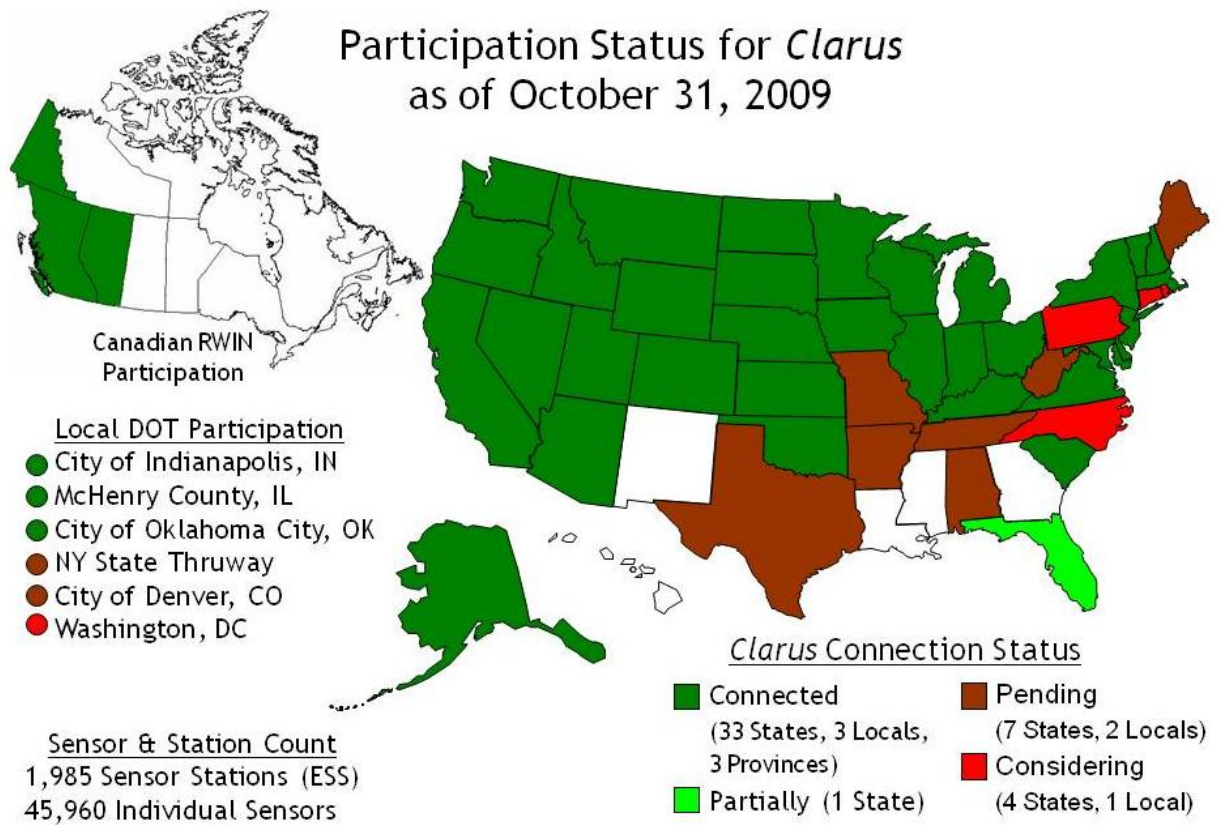 Participation Status for Clarus
as of October 31, 2009
Canadian RWIN
Participation
Local DOT Participation
City of Indianapolis, IN
McHenry County, IL
City of Oklahoma City, OK
NY State Thruway
City of Denver, CO
Washington, DC
Sensor & Station Count
1,985 Sensor Stations (ESS)
45,960 Individual Sensors
Clarus Connection Status
Connected
(33 States, 3 Locals,
3 Provinces)
Partially (1 State)
Pending
(7 States, 2 Locals)
Considering
(4 States, 1 Local)